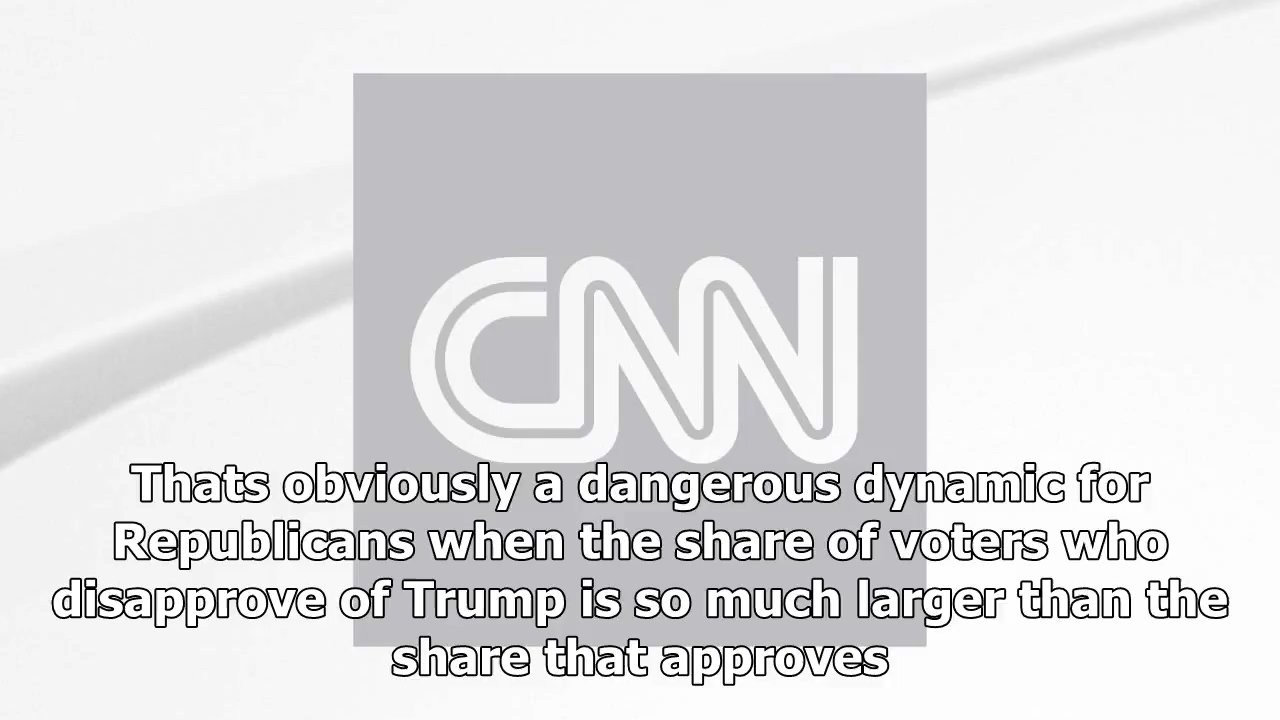 CNN
Thats obviously a dangerous dynamic for
Republicans when the share of voters who
disapprove of Trump is so much larger than the
share that approves